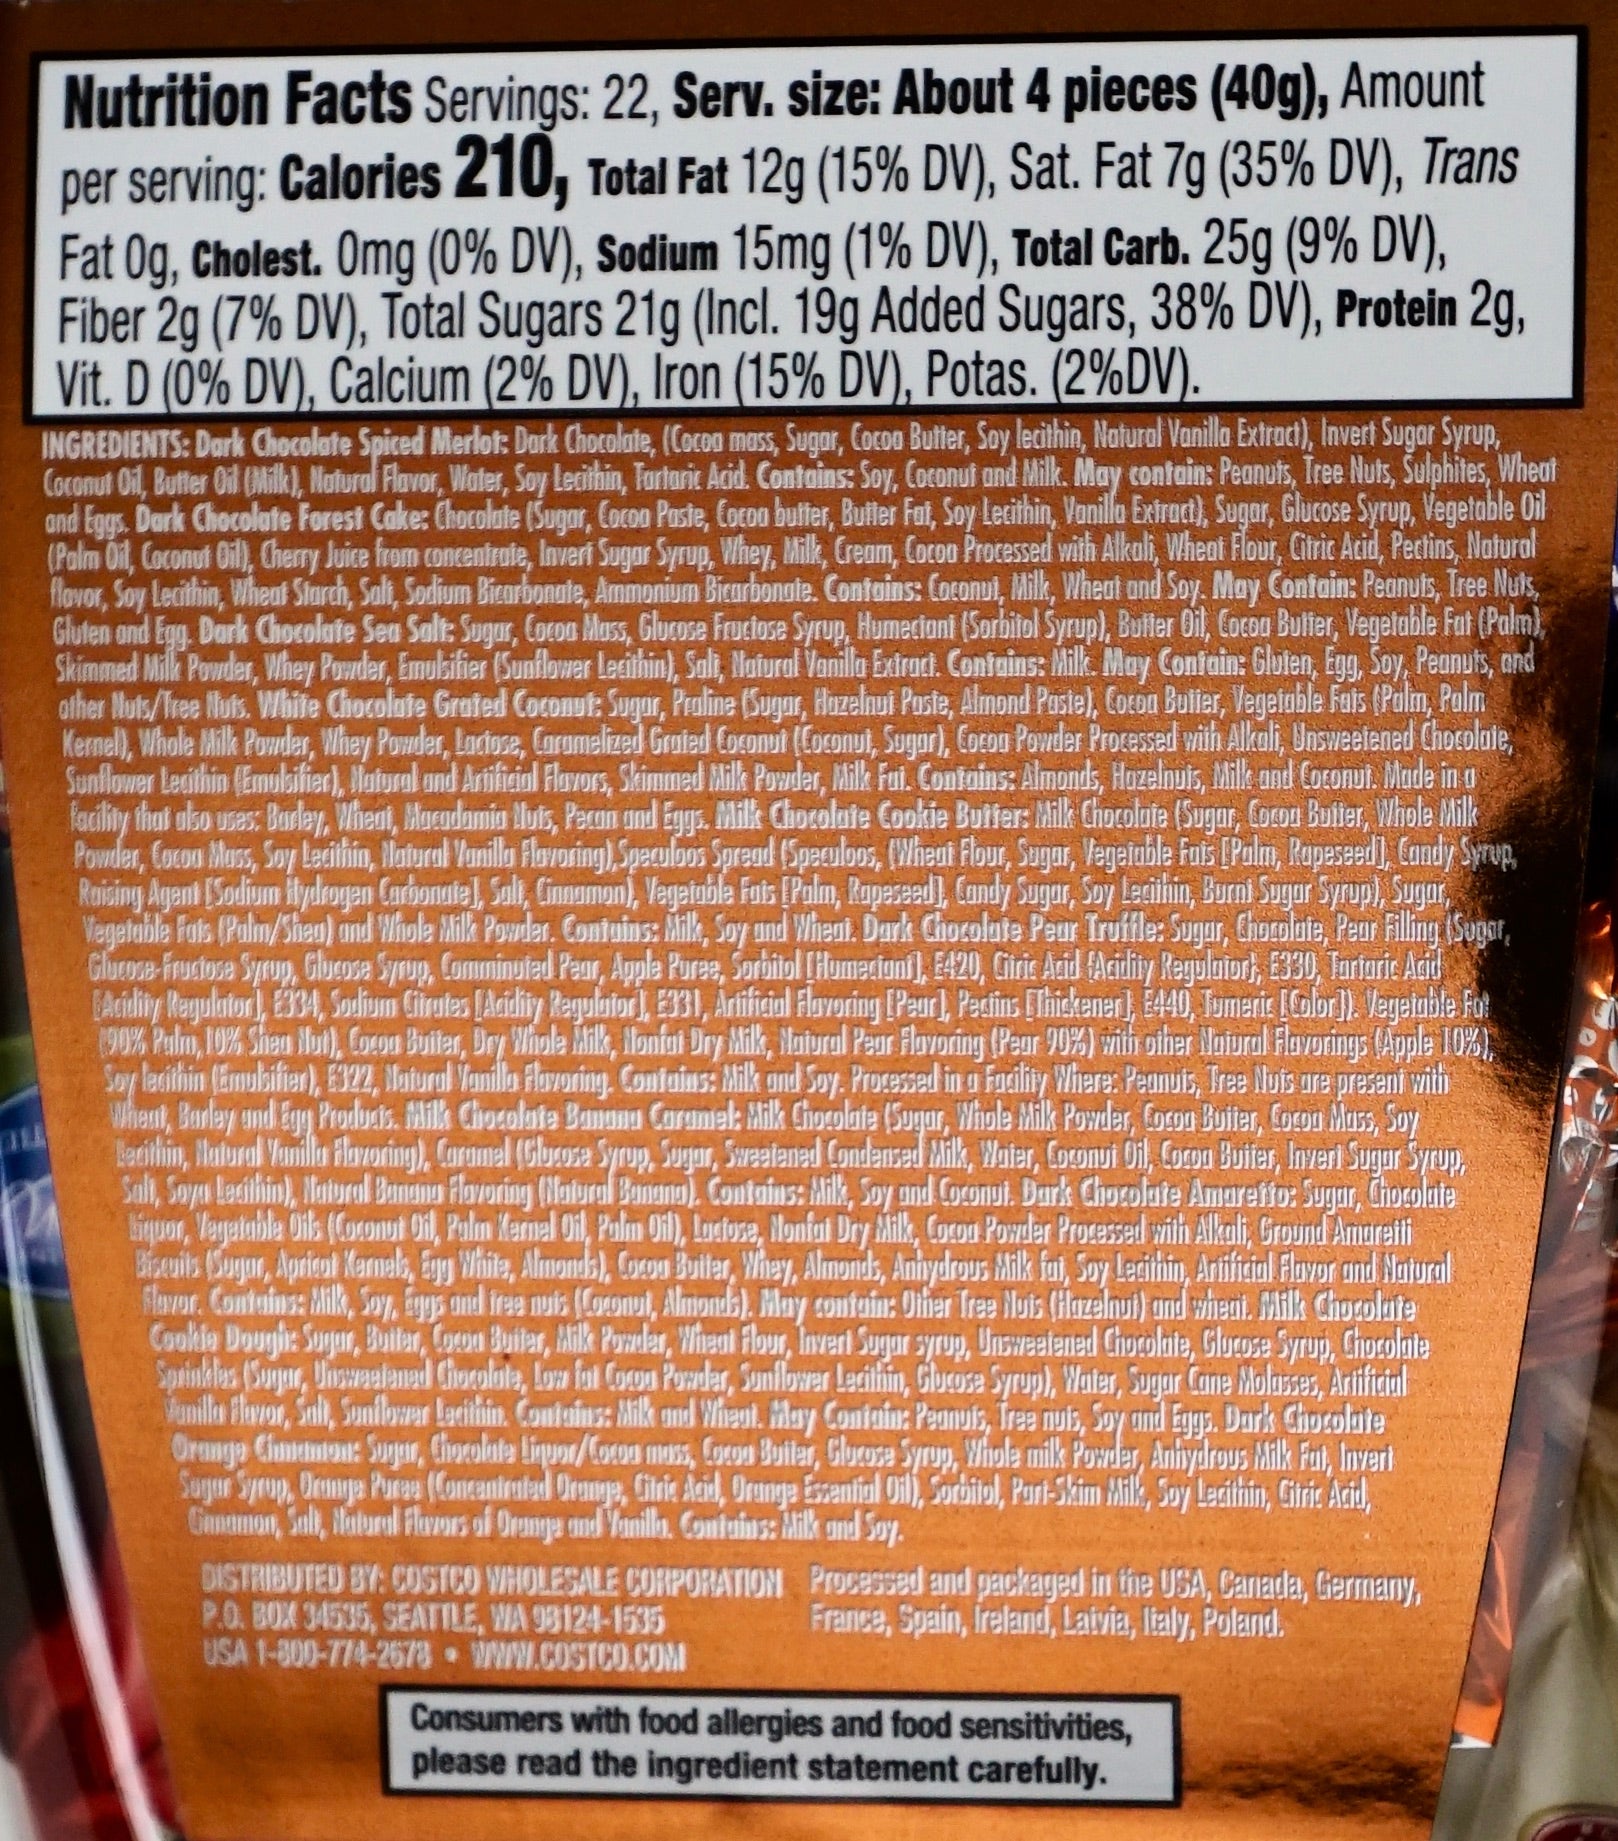 Nutrition Facts Servings: 22, Serv. size: About 4 pieces (40g), Amount
per serving: Calories 210, Total Fat 12g (15% DV), Sat. Fat 7g (35% DV), Trans
Fat 0g, Cholest. 0mg (0% DV), Sodium 15mg (1% DV), Total Carb. 25g (9% DV),
Fiber 2g (7% DV), Total Sugars 21g (Incl. 19g Added Sugars, 38% DV), Protein 2g,
Vit. D (0% DV), Calcium (2% DV), Iron (15% DV), Potas. (2%DV).
INGREDIENTS: Dark Chocolate Spiced Merlot: Dark Chocolate, (Cocoa mass, Sugar, Cocoa Butter, Soy lecithin, Natural Vanilla Extract), Invert Sugar Syrup,
Coconut Oil, Butter Oil (Milk), Natural Flavor, Water, Soy Lecithin, Tartaric Acid. Contains: Soy, Coconut and Milk. May contain: Peanuts, Tree Nuts, Sulphites, Wheat
and Eggs. Dark Chocolate Forest Cake: Chocolate (Sugar, Cocoa Paste, Cocoa butter, Butter Fat, Soy Lecithin, Vanilla Extract), Sugar, Glucose Syrup, Vegetable Oil
(Palm Oil, Coconut Oil), Cherry Juice from concentrate, Invert Sugar Syrup, Whey, Milk, Cream, Cocoa Processed with Alkali, Wheat Flour, Citric Acid, Pectins, Natural
flavor, Soy Lecithin, Wheat Starch, Salt, Sodium Bicarbonate, Ammonium Bicarbonate. Contains: Coconut, Milk, Wheat and Soy. May Contain: Peanuts, Tree Nuts,
Gluten and Egg. Dark Chocolate Sea Salt: Sugar, Cocoa Mass, Glucose Fructose Syrup, Humectant (Sorbitol Syrup), Butter Oil, Cocoa Butter, Vegetable Fat (Palm),
Skimmed Milk Powder, Whey Powder, Emulsifier (Sunflower Lecithin), Salt, Natural Vanilla Extract. Contains: Milk. May Contain: Gluten, Egg, Soy, Peanuts, and
other Nuts/Tree Nuts. White Chocolate Grated Coconut: Sugar, Praline (Sugar, Hazelnut Paste, Almond Paste), Cocoa Butter, Vegetable Fats (Palm, Palm
Kernel), Whole Milk Powder, Whey Powder, Lactose, Caramelized Grated Coconut (Coconut, Sugar), Cocoa Powder Processed with Alkali, Unsweetened Chocolate,
Sunflower Lecithin (Emulsifier), Natural and Artificial Flavors, Skimmed Milk Powder, Milk Fat. Contains: Almonds, Hazelnuts, Milk and Coconut. Made in a
facility that also uses: Barley, Wheat, Macadamia Nuts, Pecan and Eggs. Milk Chocolate Cookie Butter: Milk Chocolate (Sugar, Cocoa Butter, Whole Milk
Powder, Cocoa Mass, Soy Lecithin, Natural Vanilla Flavoring), Speculoos Spread (Speculoos, (Wheat Flour, Sugar, Vegetable Fats [Palm, Rapeseed], Candy Syrup,
Raising Agent [Sodium Hydrogen Carbonate], Salt, Cinnamon), Vegetable Fats [Palm, Rapeseed], Candy Sugar, Soy Lecithin, Burnt Sugar Syrup), Sugar,
Vegetable Fats (Palm/Shea) and Whole Milk Powder. Contains: Milk, Soy and Wheat. Dark Chocolate Pear Truffle: Sugar, Chocolate, Pear Filling (Sugar,
Glucose-Fructose Syrup, Glucose Syrup, Comminuted Pear, Apple Puree, Sorbitol [Humectant], E420, Citric Acid [Acidity Regulator], E330, Tartaric Acid
[Acidity Regulator], E334, Sodium Citrates [Acidity Regulator], E331, Artificial Flavoring [Pear], Pectins [Thickener], E440, Tumeric [Color]). Vegetable Fat
(90% Palm, 10% Shea Nut), Cocoa Butter, Dry Whole Milk, Nonfat Dry Milk, Natural Pear Flavoring (Pear 90%) with other Natural Flavorings (Apple 10%),
Soy lecithin (Emulsifier), E322, Natural Vanilla Flavoring. Contains: Milk and Soy. Processed in a Facility Where: Peanuts, Tree Nuts are present with
Wheat, Barley and Egg Products. Milk Chocolate Banana Caramel: Milk Chocolate (Sugar, Whole Milk Powder, Cocoa Butter, Cocoa Mass, Soy
Lecithin, Natural Vanilla Flavoring), Caramel (Glucose Syrup, Sugar, Sweetened Condensed Milk, Water, Coconut Oil, Cocoa Butter, Invert Sugar Syrup,
Salt, Soya Lecithin), Natural Banana Flavoring (Natural Banana). Contains: Milk, Soy and Coconut. Dark Chocolate Amaretto: Sugar, Chocolate
Liquor, Vegetable Oils (Coconut Oil, Palm Kernel Oil, Palm Oil), Lactose, Nonfat Dry Milk, Cocoa Powder Processed with Alkali, Ground Amaretti
Biscuits (Sugar, Apricot Kernels, Egg White, Almonds), Cocoa Butter, Whey, Almonds, Anhydrous Milk fat, Soy Lecithin, Artificial Flavor and Natural
Flavor. Contains: Milk, Soy, Eggs and tree nuts (Coconut, Almonds). May contain: Other Tree Nuts (Hazelnut) and wheat. Milk Chocolate
Cookie Dough: Sugar, Butter, Cocoa Butter, Milk Powder, Wheat Flour, Invert Sugar syrup, Unsweetened Chocolate, Glucose Syrup, Chocolate
Sprinkles (Sugar, Unsweetened Chocolate, Low fat Cocoa Powder, Sunflower Lecithin, Glucose Syrup), Water, Sugar Cane Molasses, Artificial
Vanilla Flavor, Salt, Sunflower Lecithin. Contains: Milk and Wheat. May Contain: Peanuts, Tree nuts, Soy and Eggs. Dark Chocolate
Orange Cinnamon: Sugar, Chocolate Liquor/Cocoa mass, Cocoa Butter, Glucose Syrup, Whole milk Powder, Anhydrous Milk Fat, Invert
Sugar Syrup, Orange Puree (Concentrated Orange, Citric Acid, Orange Essential Oil), Sorbitol, Part-Skim Milk, Soy Lecithin, Citric Acid,
Cinnamon, Salt, Natural Flavors of Orange and Vanilla. Contains: Milk and Soy.
DISTRIBUTED BY: COSTCO WHOLESALE CORPORATION
P.O. BOX 34535, SEATTLE, WA 98124-1535
USA 1-800-774-2678 • WWW.COSTCO.COM
Processed and packaged in the USA, Canada, Germany,
France, Spain, Ireland, Latvia, Italy, Poland.
Consumers with food allergies and food sensitivities,
please read the ingredient statement carefully.